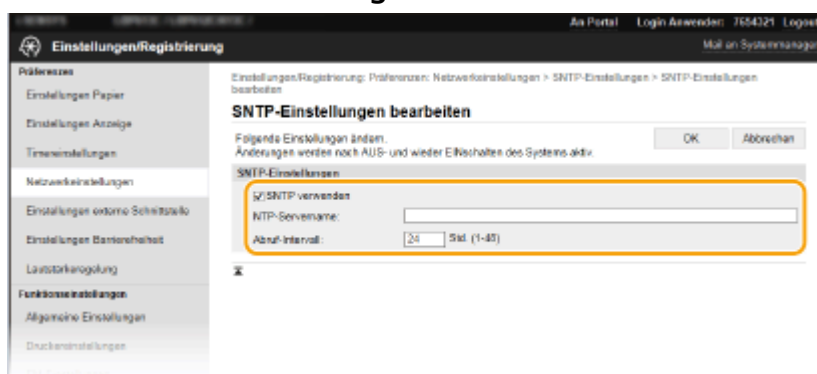 An Portal Login Anwender: 7654321 Logout
Einstellungen/Registrierung
Mail an Systemmanager
Präferenzen
Einstellungen Papier
Einstellungen Anzeige
Timereinstellungen
Netzwerkeinstellungen
Einstellungen externe Schnittstelle
Einstellungen Barrierefreiheit
Lautstärkeregelung
Funktionseinstellungen
Allgemeine Einstellungen
Druckereinstellungen
Einstellungen/Registrierung: Präferenzen: Netzwerkeinstellungen > SNTP-Einstellungen > SNTP-Einstellungen
bearbeiten
SNTP-Einstellungen bearbeiten
Folgende Einstellungen ändern.
Änderungen werden nach AUS- und wieder EINschalten des Systems aktiv.
OK Abbrechen
SNTP-Einstellungen
SNTP verwenden
NTP-Servername:
Abruf-Intervall: 24 Std. (1-48)